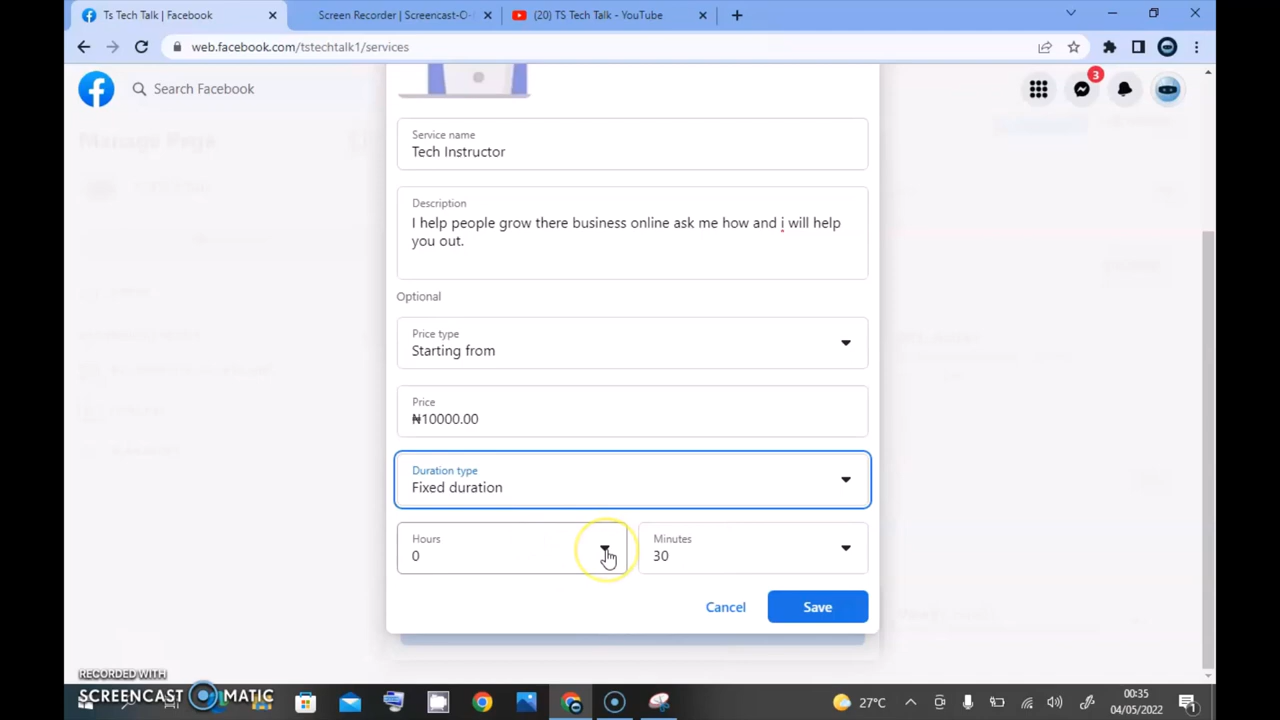 Ts Tech Talk | Facebook
Screen Recorder | Screencast-O-
(20) TS Tech Talk - YouTube
web.facebook.com/tstechtalk1/services
Search Facebook
3
Manage Page
Service name
Tech Instructor
Description
I help people grow there business online ask me how and i will help
you out.
Optional
Price type
Starting from
Price
₦10000.00
Duration type
Fixed duration
Hours
0
Minutes
30
Cancel
Save
RECORDED WITH
SCREENCAST MATIC
27°C
00:35
04/05/2022
1